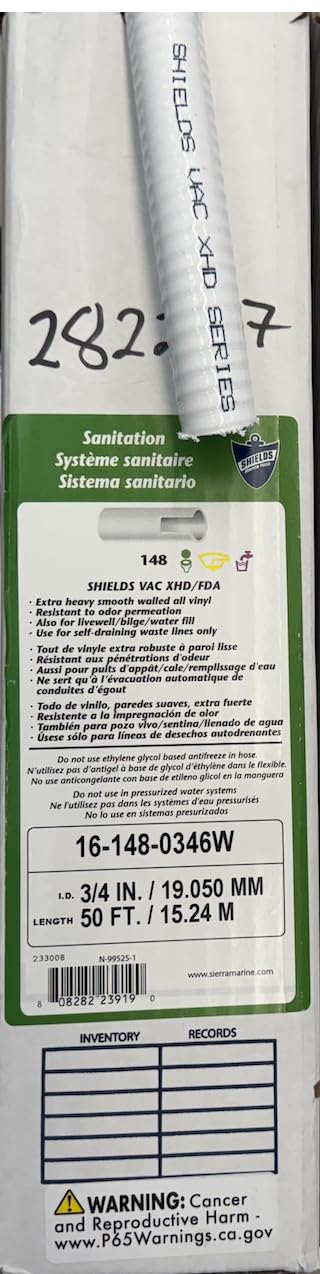 SHIELDS VAC XHD SERIES
282 7
Sanitation
Système sanitaire
Sistema sanitario
SHIELDS
148
SHIELDS VAC XHD/FDA
· Extra heavy smooth walled all vinyl
· Resistant to odor permeation
· Also for livewell/bilge/water fill
· Use for self-draining waste lines only
· Tout de vinyle extra robuste à paroi lisse
· Résistant aux pénétrations d'odeur
· Aussi pour puits d'appât/cale/remplissage d'eau
· Ne sert qu'à l'évacuation automatique de
conduites d'égout
· Todo de vinilo, paredes suaves, extra fuerte
· Resistente a la impregnación de olor
· También para pozo vivo/sentina/llenado de agua
· Úsese sólo para líneas de desechos autodrenantes
Do not use ethylene glycol based antifreeze in hose.
N'utilisez pas d'antigel à base de glycol d'éthylène dans le flexible.
No use anticongelante con base de etileno glicol en la manguera
Do not use in pressurized water systems
Ne l'utilisez pas dans les systèmes d'eau pressurisés
No lo use en sistemas presurizados
16-148-0346W
I.D. 3/4 IN. / 19.050 MM
LENGTH 50 FT. / 15.24 M
233008 N-99525-1
www.sierramarine.com
8 08282 23919 0
INVENTORY RECORDS
WARNING: Cancer
and Reproductive Harm -
www.P65Warnings.ca.gov